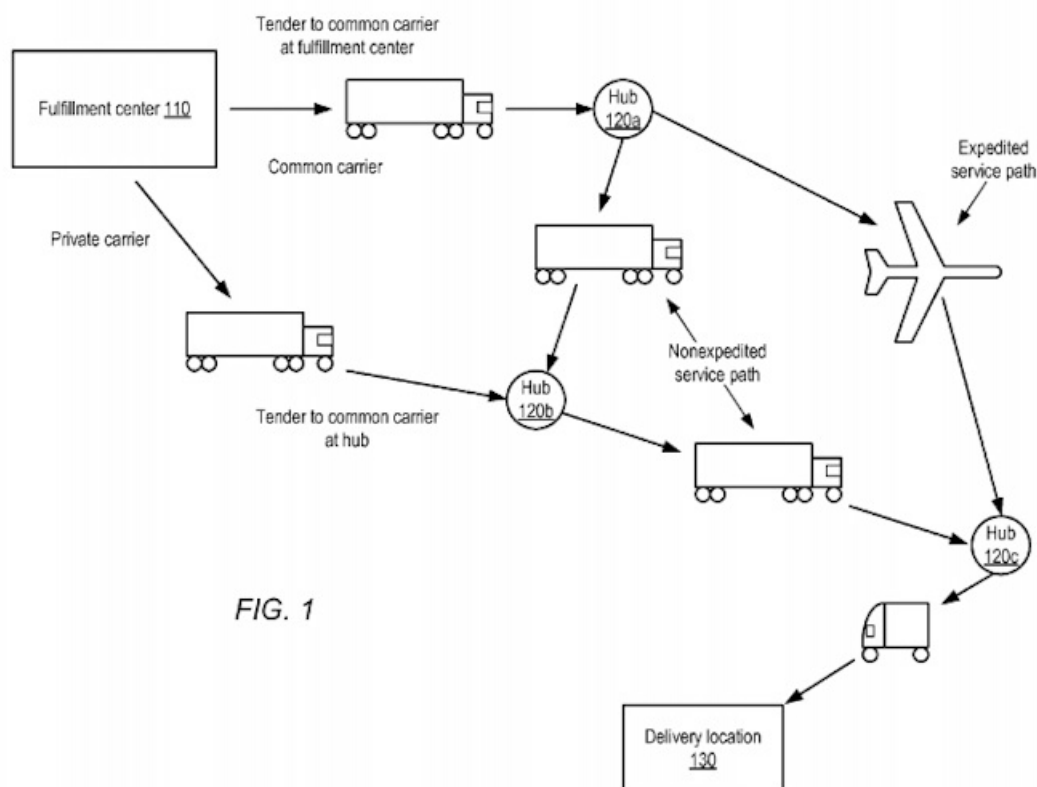 Tender to common carrier
at fulfillment center
Fulfillment center 110
Hub
120a
Common carrier
Expedited
service path
Private carrier
Nonexpedited
service path
Hub
120b
Tender to common carrier
at hub
Hub
120c
FIG. 1
Delivery location
130